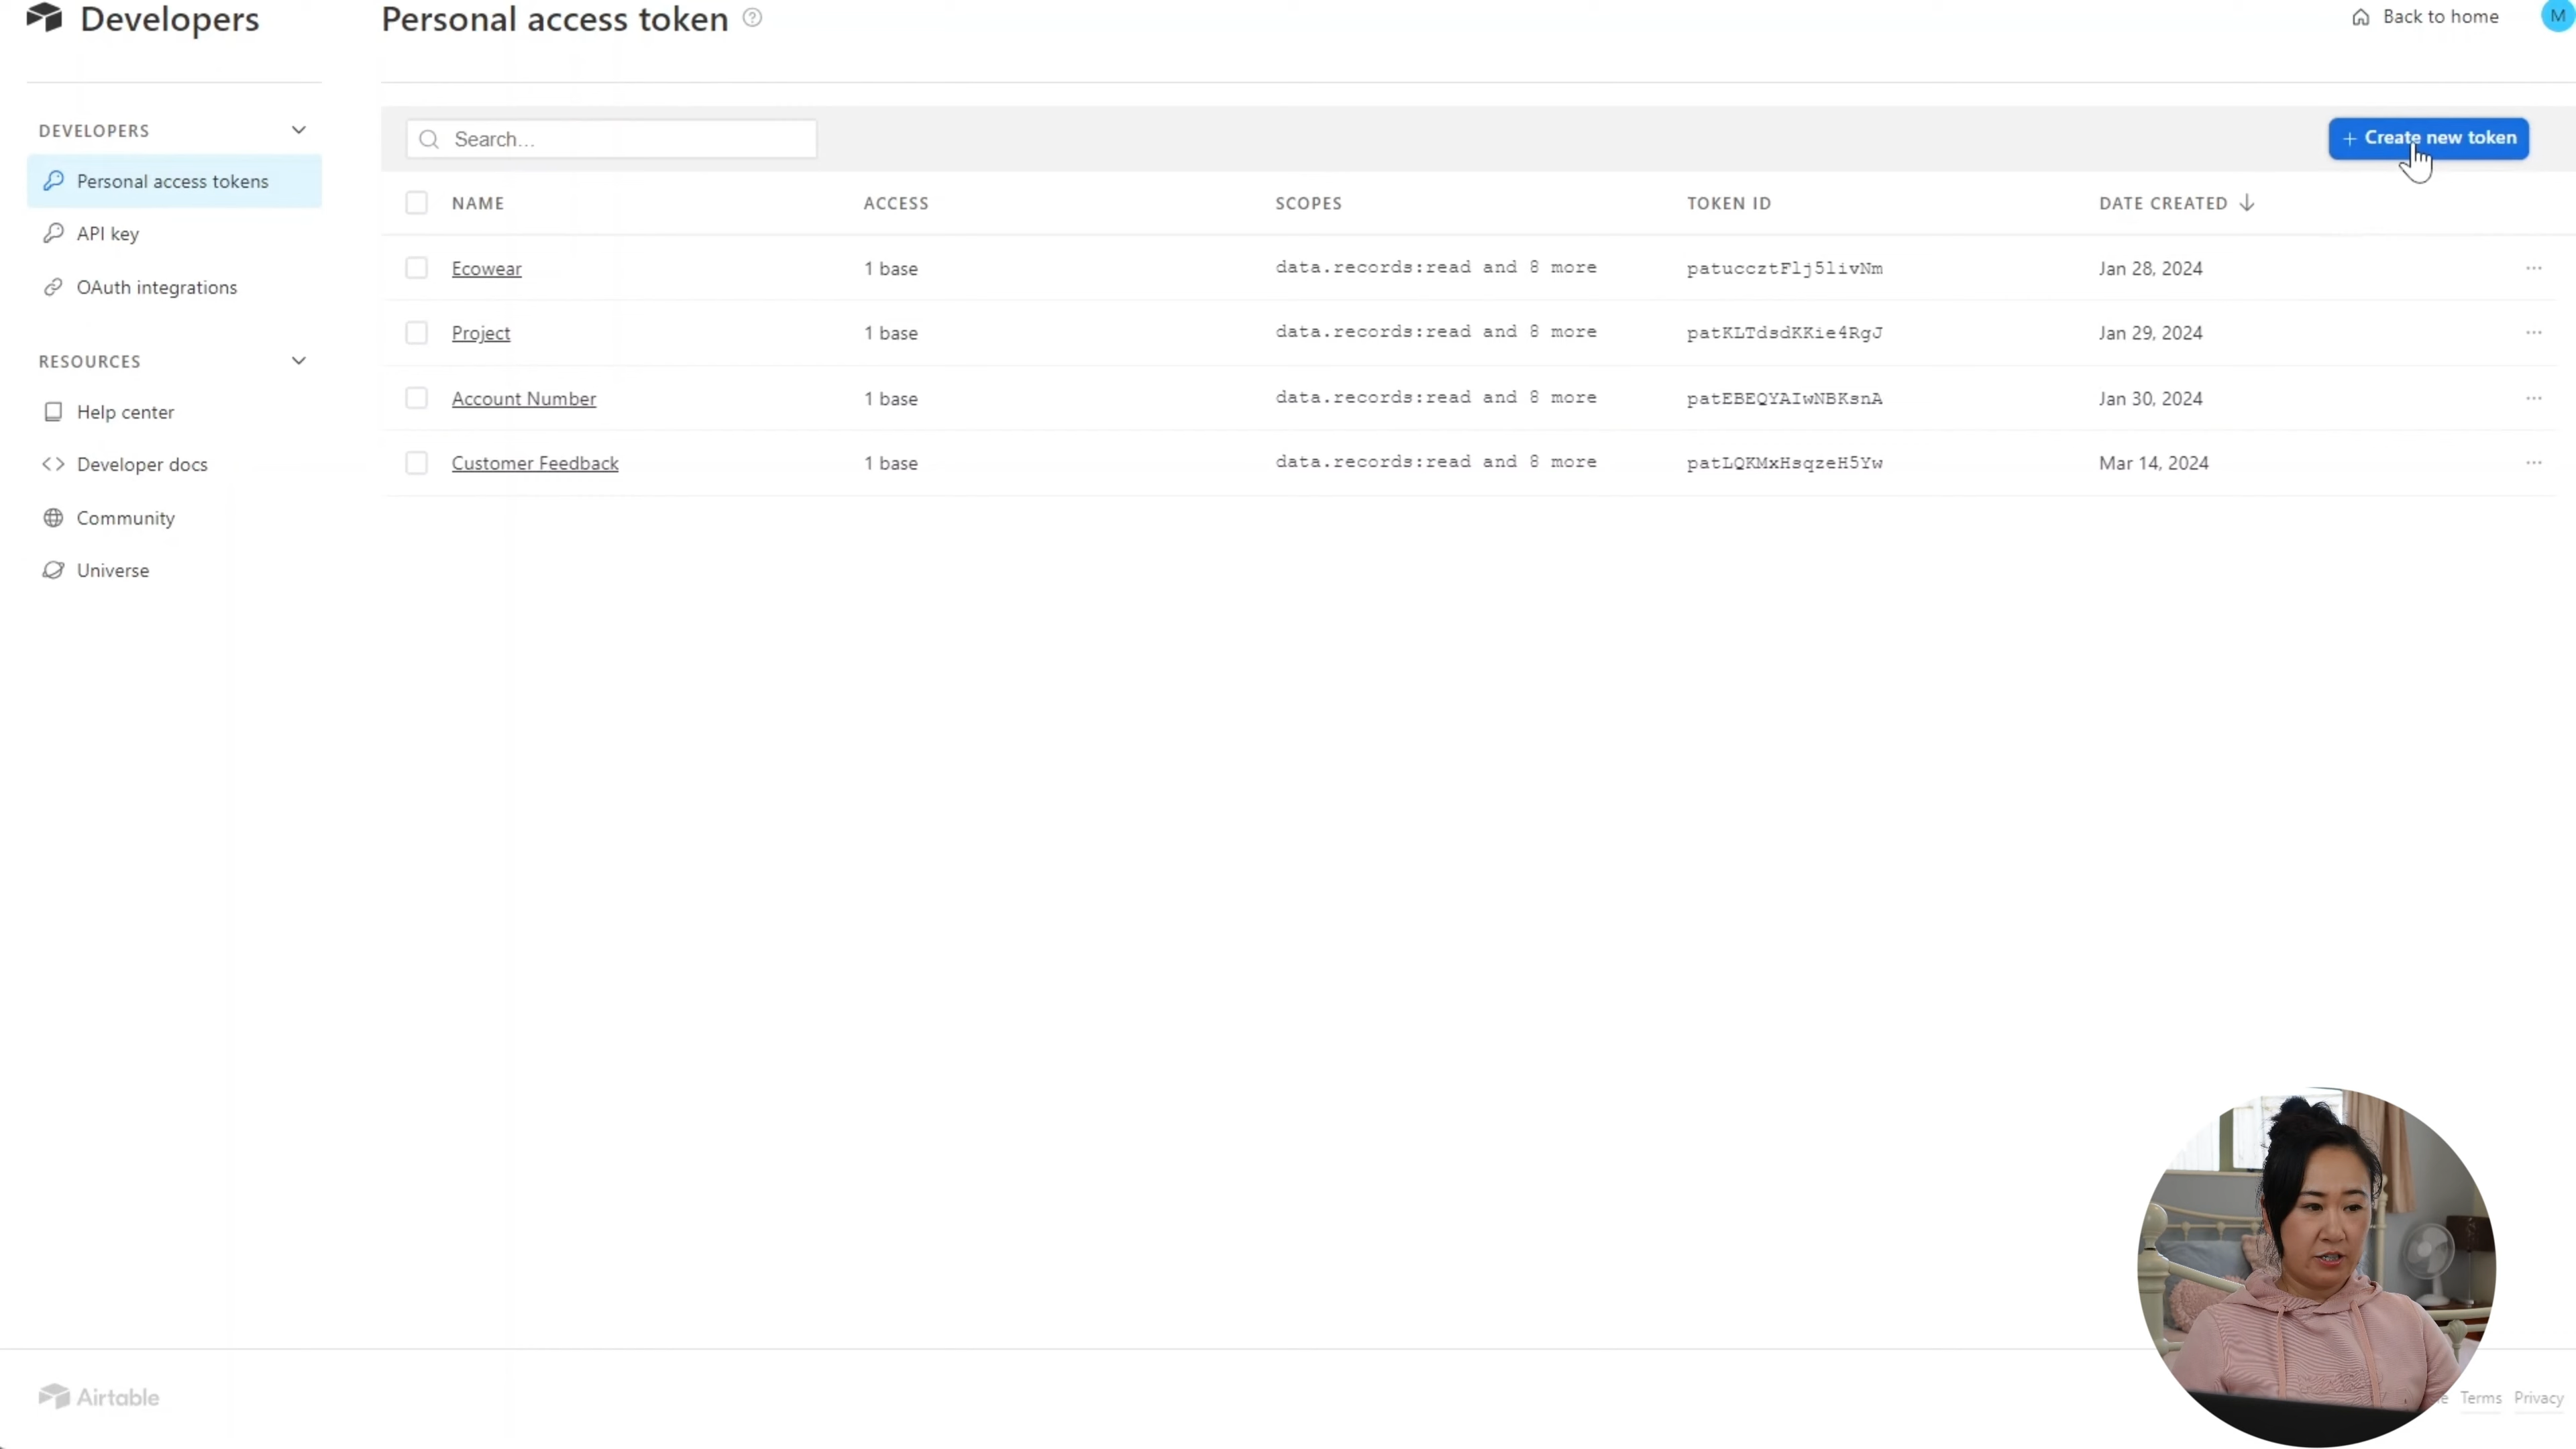 Developers
Personal access token
Back to home
M
DEVELOPERS
Search...
+ Create new token
Personal access tokens
NAME ACCESS SCOPES TOKEN ID DATE CREATED
API key
Ecowear 1 base data.records:read and 8 more patuccztFlj5livNm Jan 28, 2024
OAuth integrations
Project 1 base data.records:read and 8 more patKLTdsdKKie4RgJ Jan 29, 2024
RESOURCES
Account Number 1 base data.records:read and 8 more patEBEQYAIwNBKsnA Jan 30, 2024
Help center
Customer Feedback 1 base data.records:read and 8 more patLQKMxHsqzeH5Yw Mar 14, 2024
Developer docs
Community
Universe
Airtable
Terms Privacy